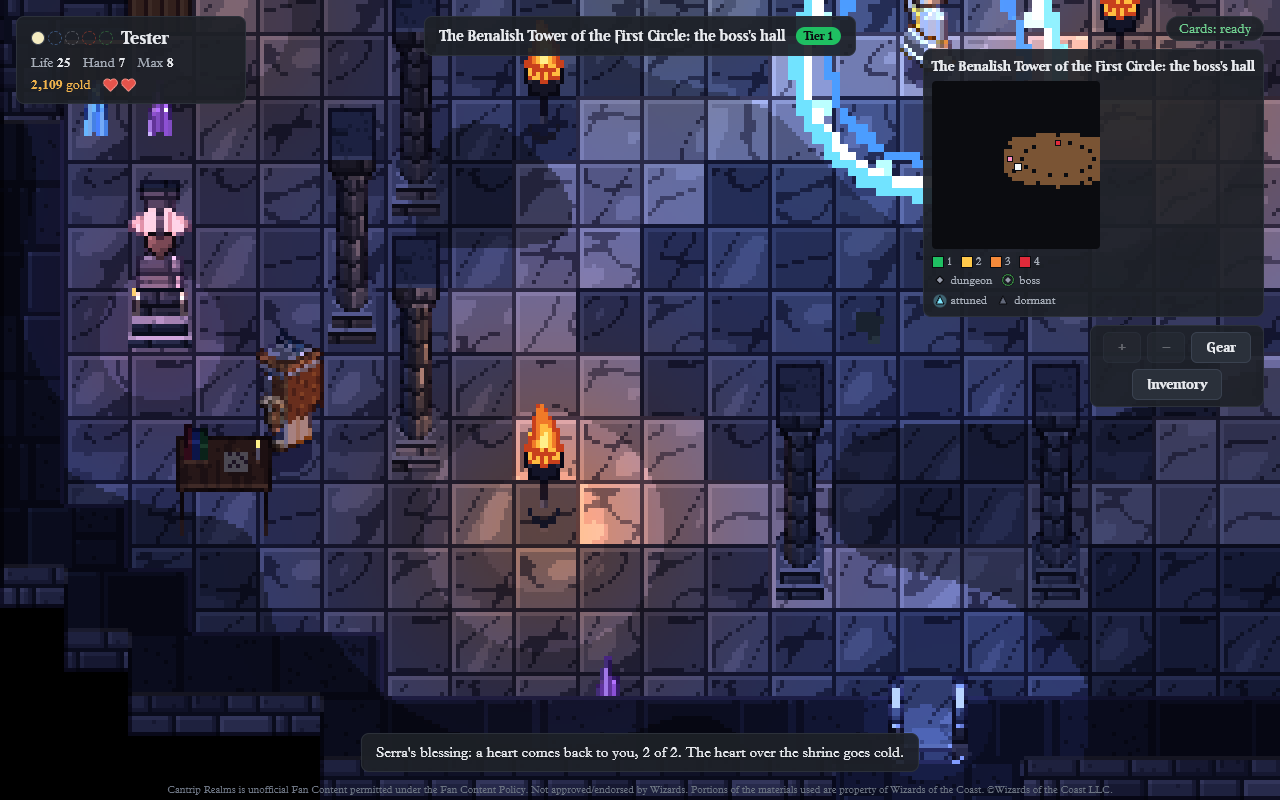 Tester
Life 25 Hand 7 Max 8
2,109 gold
The Benalish Tower of the First Circle: the boss's hall Tier 1
Cards: ready
The Benalish Tower of the First Circle: the boss's hall
1 2 3 4
dungeon boss
attuned dormant
+ − Gear
Inventory
Serra's blessing: a heart comes back to you, 2 of 2. The heart over the shrine goes cold.
Cantrip Realms is unofficial Fan Content permitted under the Fan Content Policy. Not approved/endorsed by Wizards. Portions of the materials used are property of Wizards of the Coast. ©Wizards of the Coast LLC.